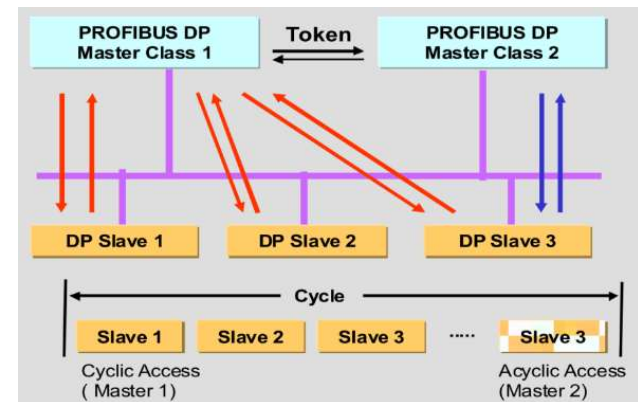 PROFIBUS DP
Master Class 1
Token
PROFIBUS DP
Master Class 2
DP Slave 1
DP Slave 2
DP Slave 3
Cycle
Slave 1
Slave 2
Slave 3
.....
Slave 3
Cyclic Access
( Master 1)
Acyclic Access
(Master 2)